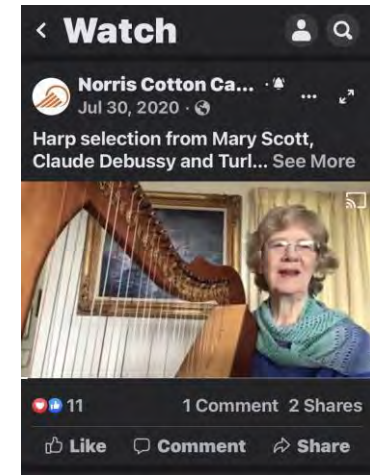 Watch
Norris Cotton Ca... ·
Jul 30, 2020 ·
Harp selection from Mary Scott,
Claude Debussy and Turl... See More
11 1 Comment 2 Shares
Like Comment Share